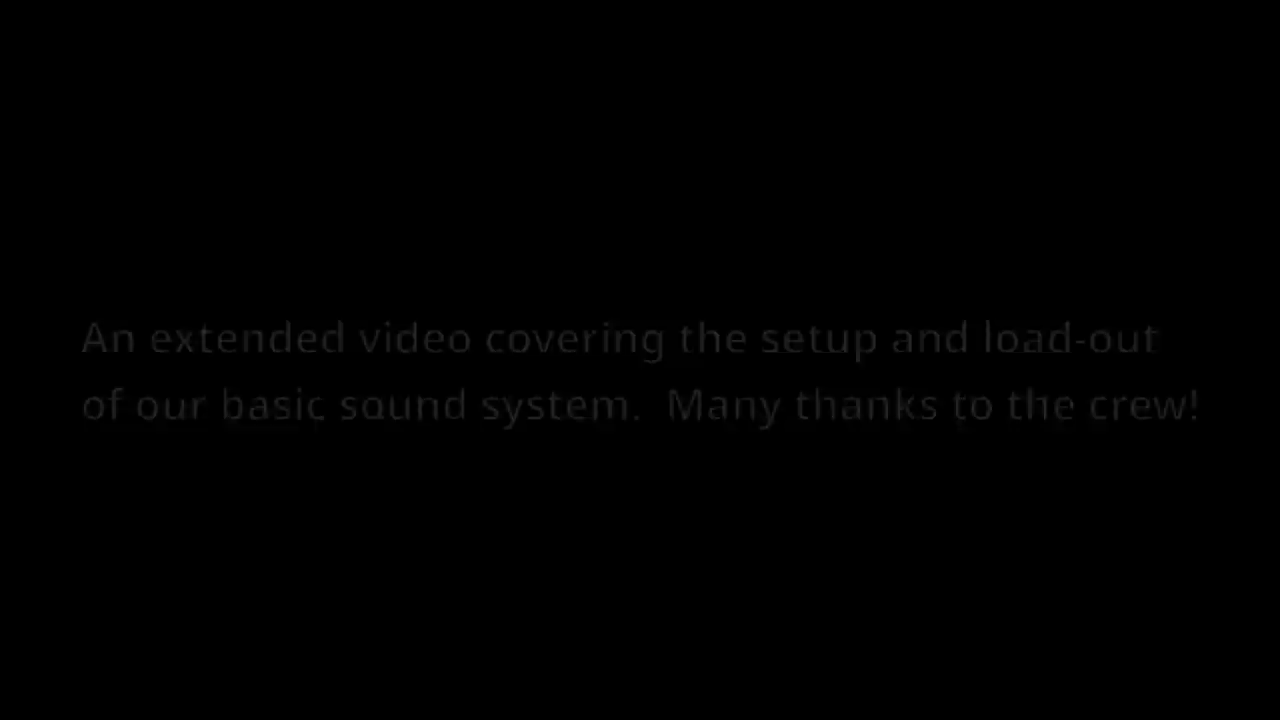 An extended video covering the setup and load-out
of our basic sound system.  Many thanks to the crew!